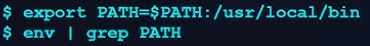 $ export PATH=$PATH:/usr/local/bin
$ env | grep PATH